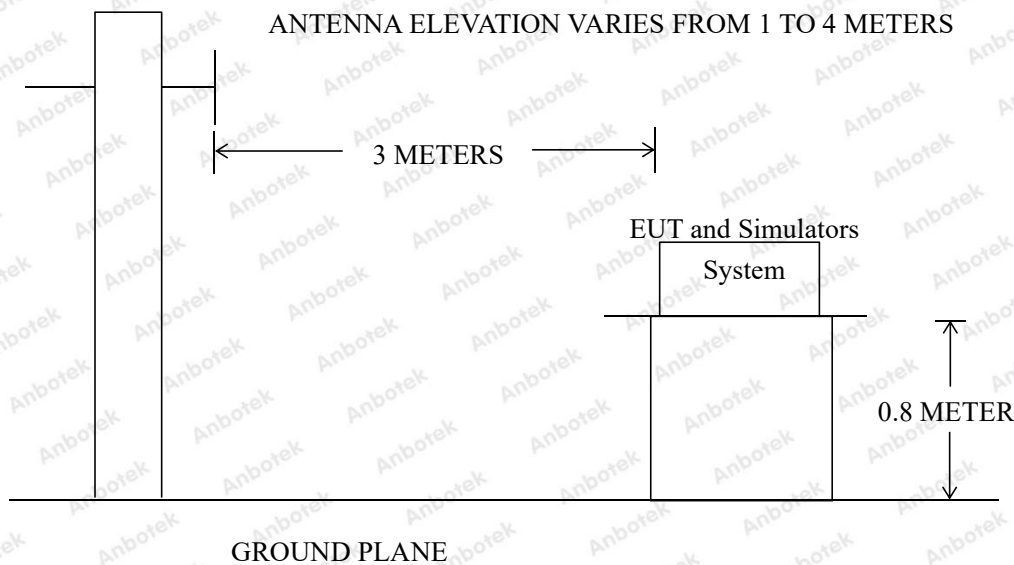 ANTENNA ELEVATION VARIES FROM 1 TO 4 METERS
3 METERS
EUT and Simulators
System
0.8 METER
GROUND PLANE
Anbotek